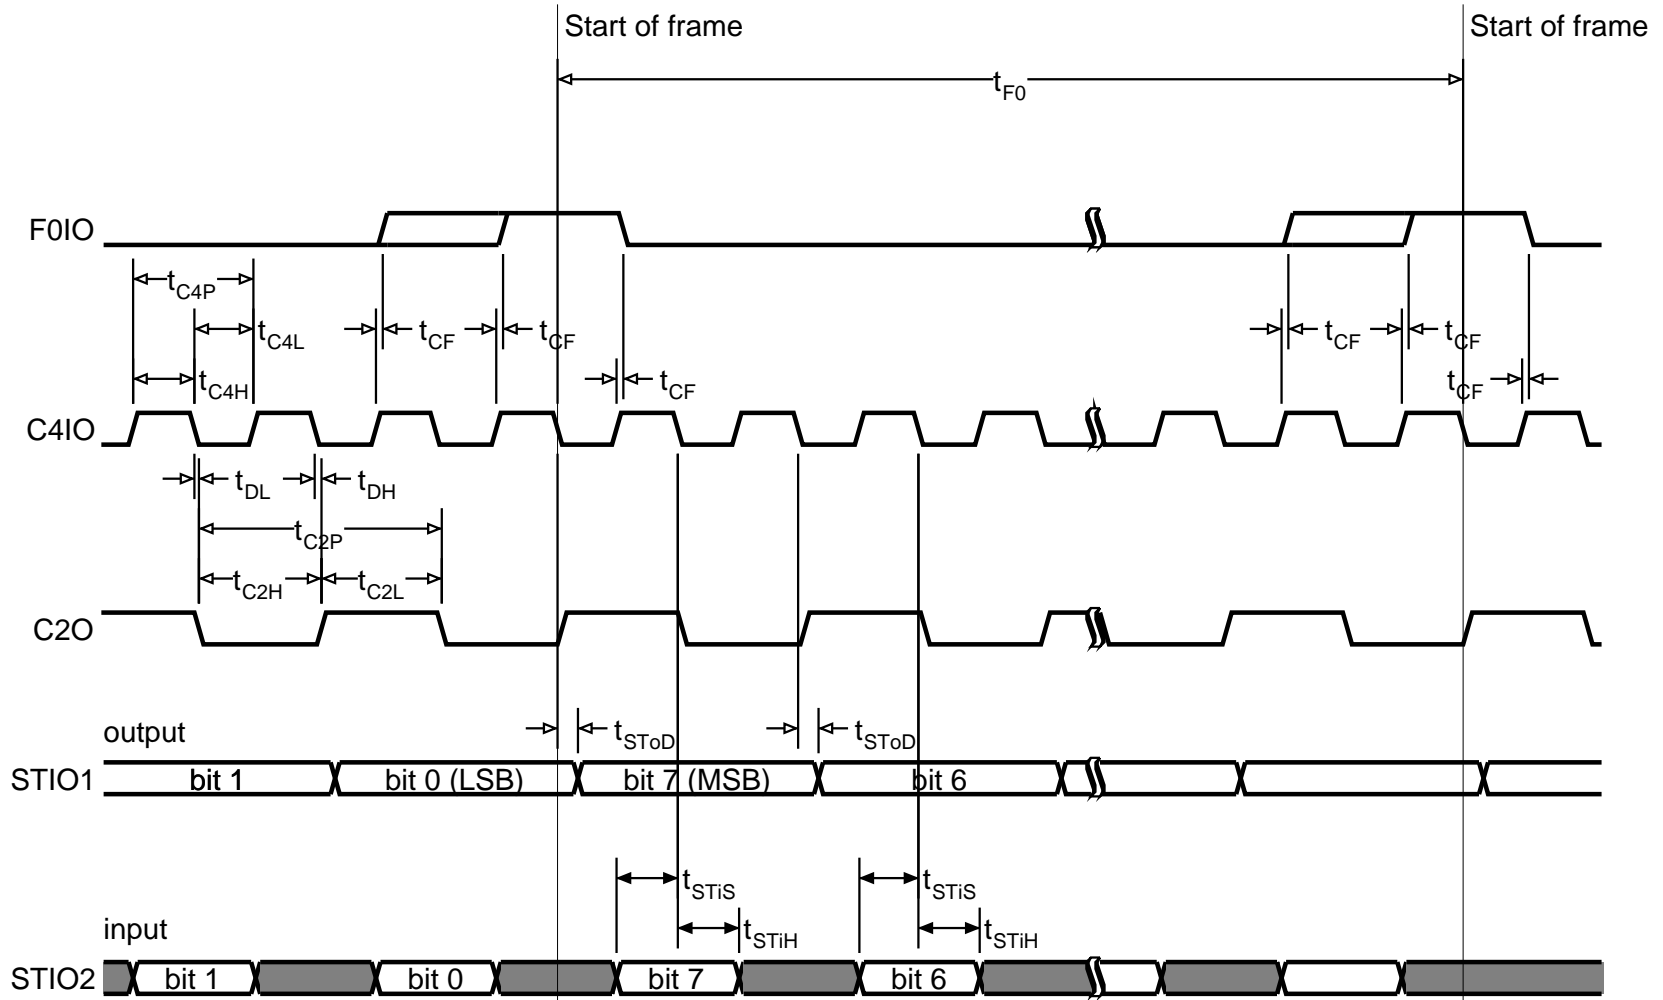 Start of frame
Start of frame
tF0
F0IO
tC4P
tC4L
tCF
tCF
tCF
tCF
tC4H
tCF
tCF
C4IO
tDL
tDH
tC2P
tC2H
tC2L
C2O
output
tSToD
tSToD
STIO1
bit 1
bit 0 (LSB)
bit 7 (MSB)
bit 6
tSTiS
tSTiS
input
tSTiH
tSTiH
STIO2
bit 1
bit 0
bit 7
bit 6